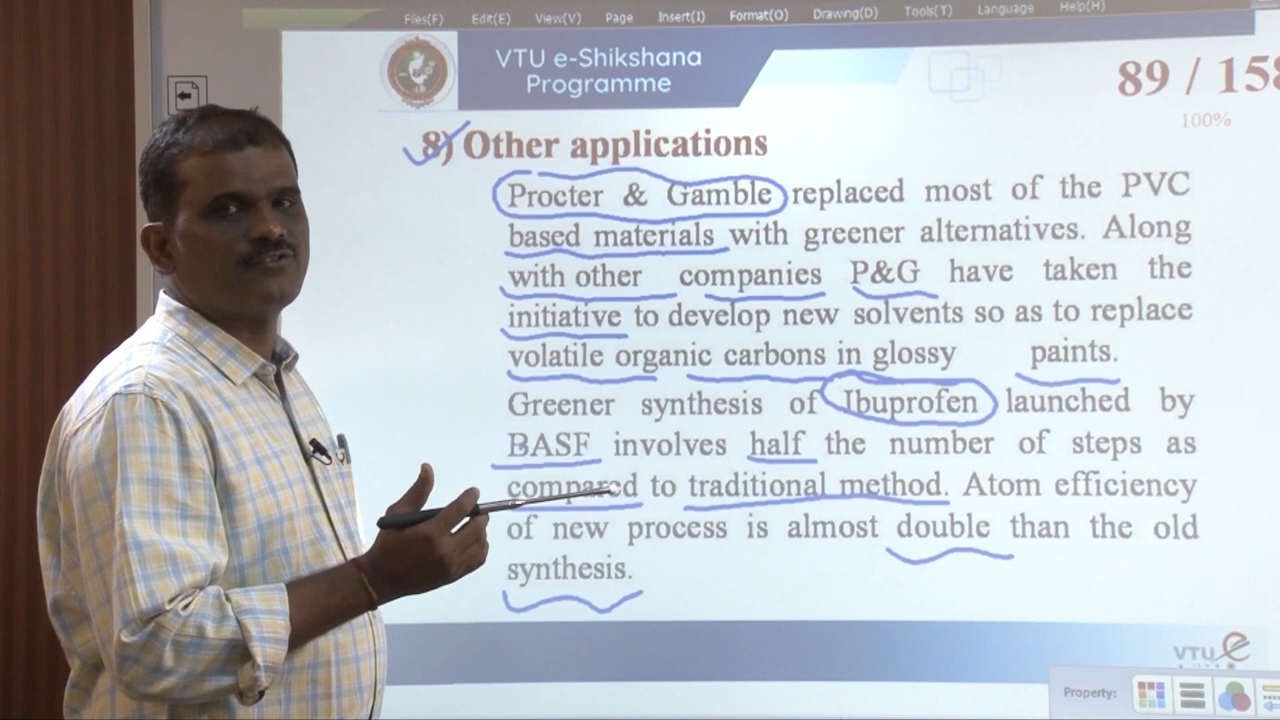 Files(F) Edit(E) View(V) Page Insert(I) Format(O) Drawing(D) Tools(T) Language Help(H)
VTU e-Shikshana
Programme
89 / 158
100%
8) Other applications
Procter & Gamble replaced most of the PVC
based materials with greener alternatives. Along
with other companies P&G have taken the
initiative to develop new solvents so as to replace
volatile organic carbons in glossy paints.
Greener synthesis of Ibuprofen launched by
BASF involves half the number of steps as
compared to traditional method. Atom efficiency
of new process is almost double than the old
synthesis.
VTU e
Property: